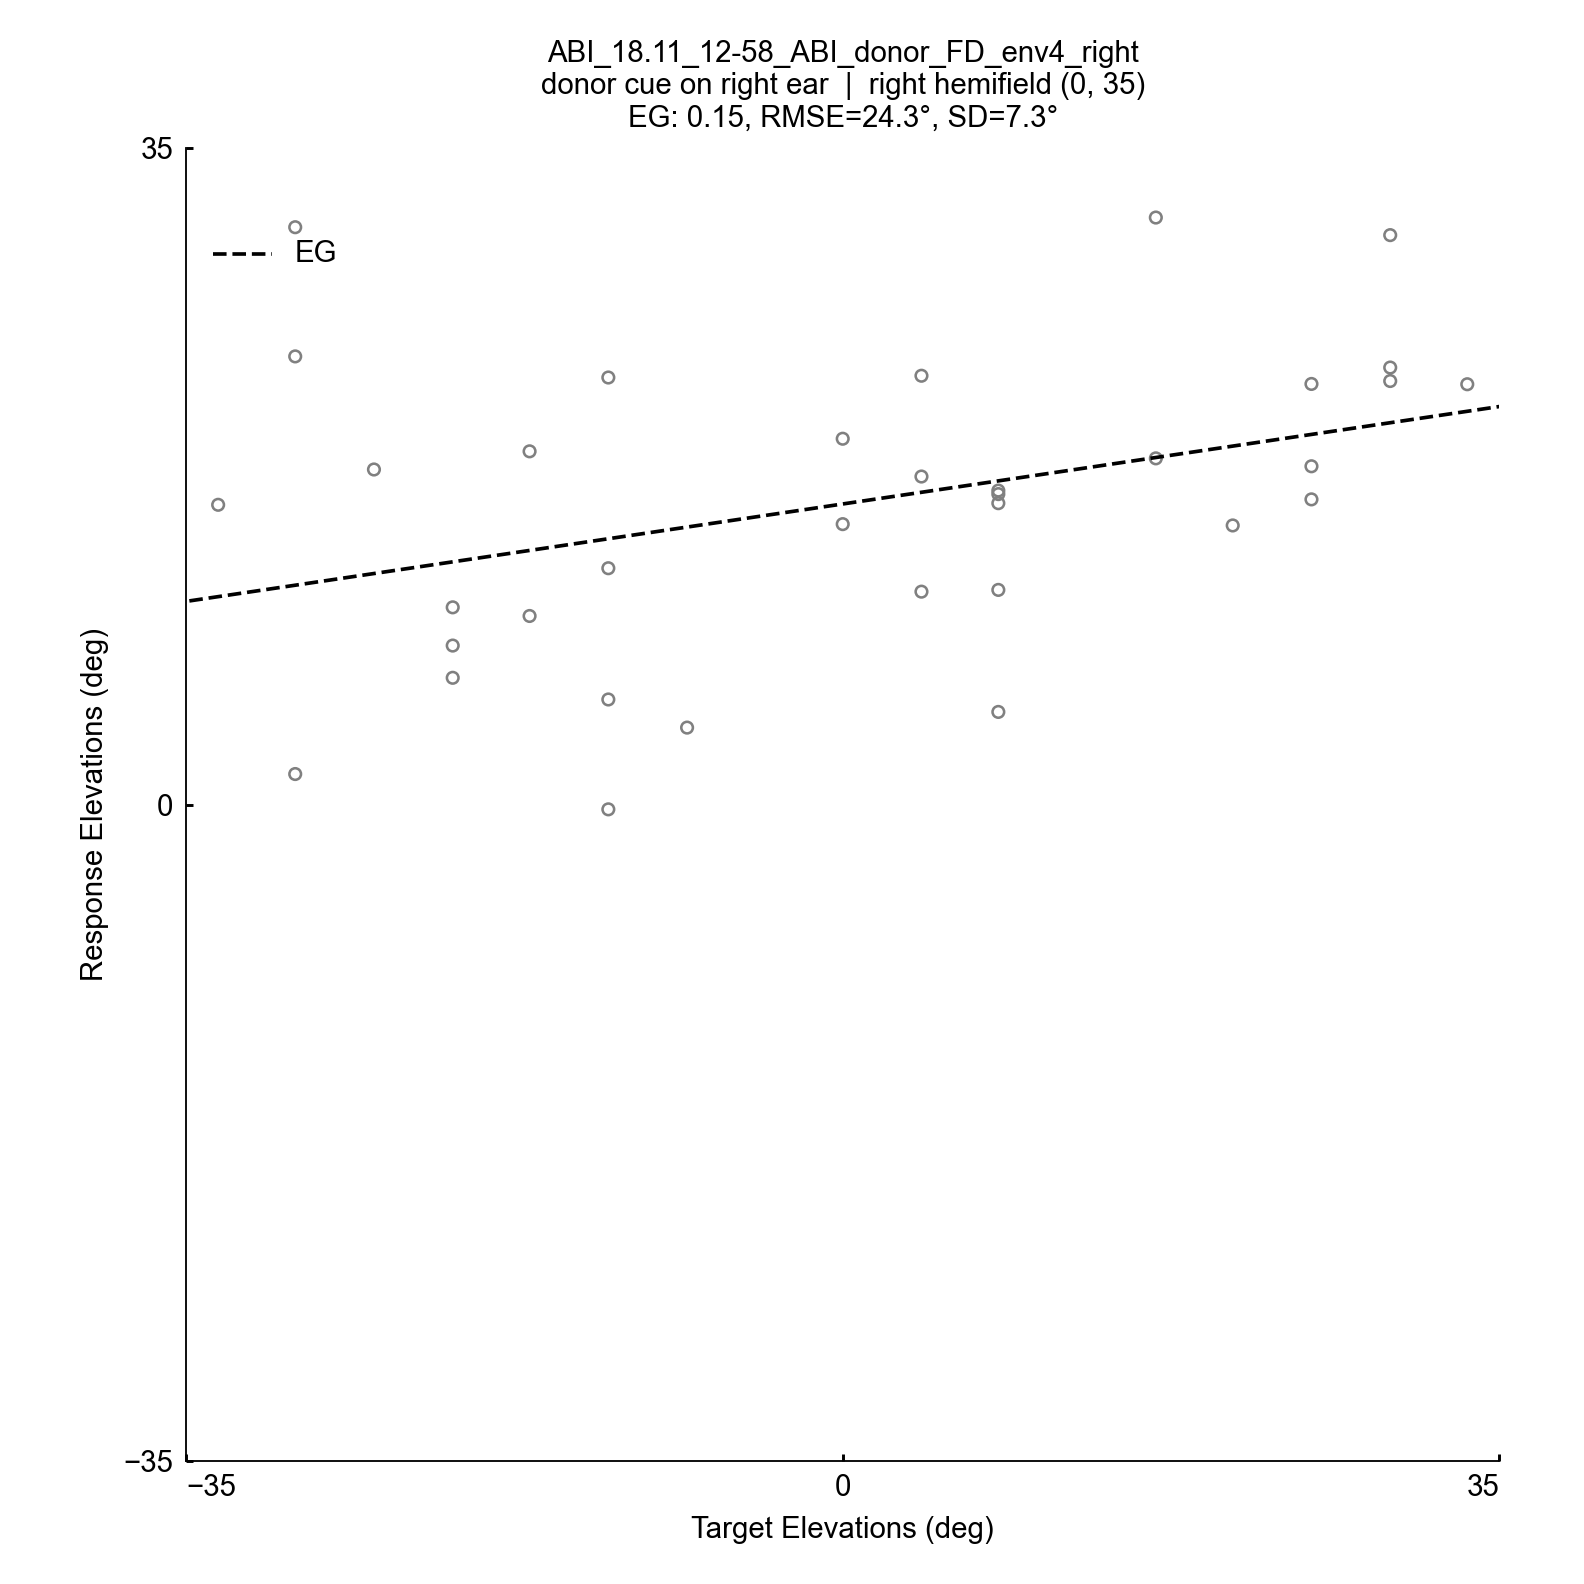 ABI_18.11_12-58_ABI_donor_FD_env4_right
donor cue on right ear | right hemifield (0, 35)
EG: 0.15, RMSE=24.3°, SD=7.3°
35
EG
0
Response Elevations (deg)
−35
−35
0
35
Target Elevations (deg)